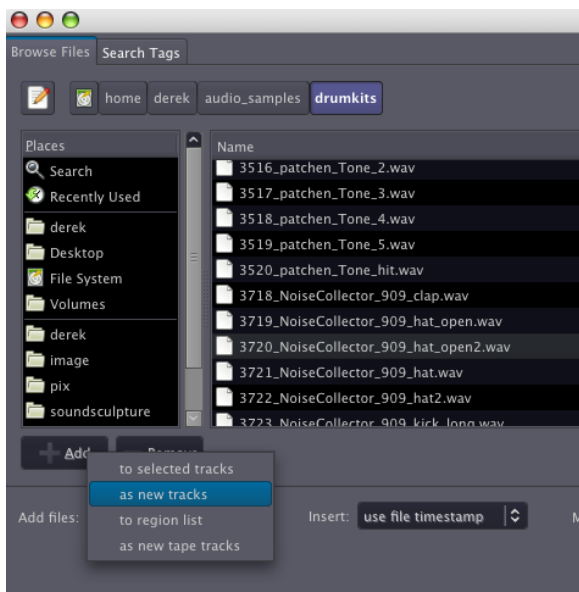 Browse Files Search Tags
home derek audio_samples drumkits
Places
Search
Recently Used
derek
Desktop
File System
Volumes
derek
image
pix
soundsculpture
Name
3516_patchen_Tone_2.wav
3517_patchen_Tone_3.wav
3518_patchen_Tone_4.wav
3519_patchen_Tone_5.wav
3520_patchen_Tone_hit.wav
3718_NoiseCollector_909_clap.wav
3719_NoiseCollector_909_hat_open.wav
3720_NoiseCollector_909_hat_open2.wav
3721_NoiseCollector_909_hat.wav
3722_NoiseCollector_909_hat2.wav
3723_NoiseCollector_909_kick_long.wav
Add
to selected tracks
as new tracks
to region list
as new tape tracks
Add files:
Insert: use file timestamp
M